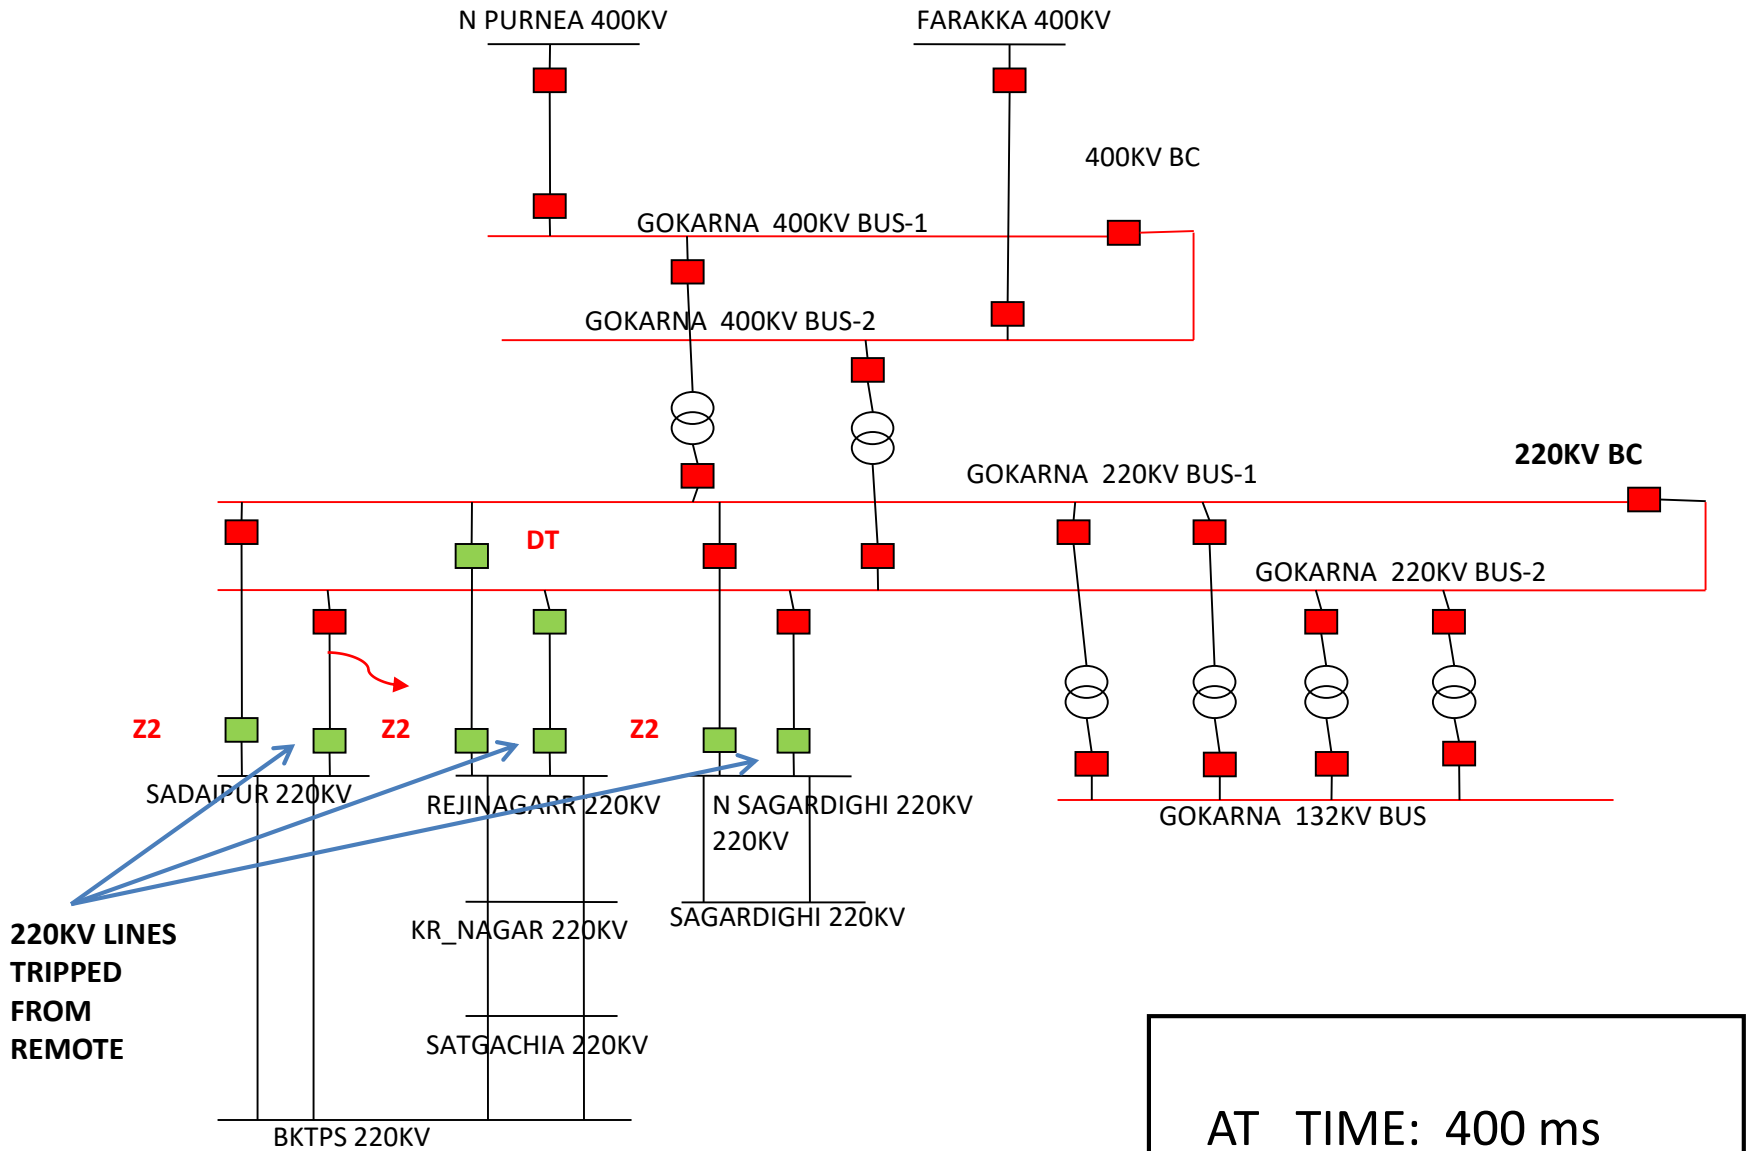 N PURNEA 400KV
FARAKKA 400KV
400KV BC
GOKARNA 400KV BUS-1
GOKARNA 400KV BUS-2
220KV BC
GOKARNA 220KV BUS-1
DT
GOKARNA 220KV BUS-2
Z2
Z2
Z2
SADAIPUR 220KV
REJINAGARR 220KV
N SAGARDIGHI 220KV
220KV
GOKARNA 132KV BUS
SAGARDIGHI 220KV
KR_NAGAR 220KV
220KV LINES
TRIPPED
FROM
REMOTE
SATGACHIA 220KV
BKTPS 220KV
AT TIME: 400 ms